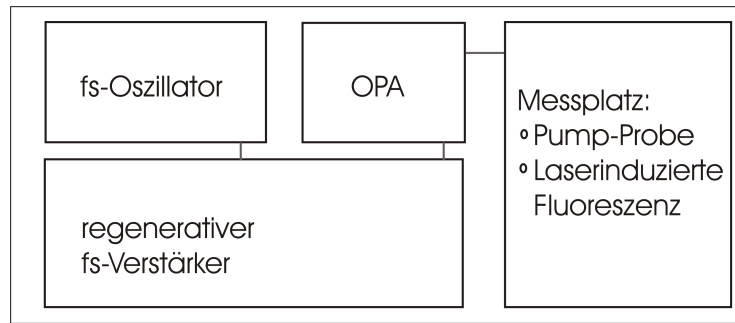 fs-Oszillator
OPA
Messplatz:
° Pump-Probe
° Laserinduzierte
Fluoreszenz
regenerativer
fs-Verstärker